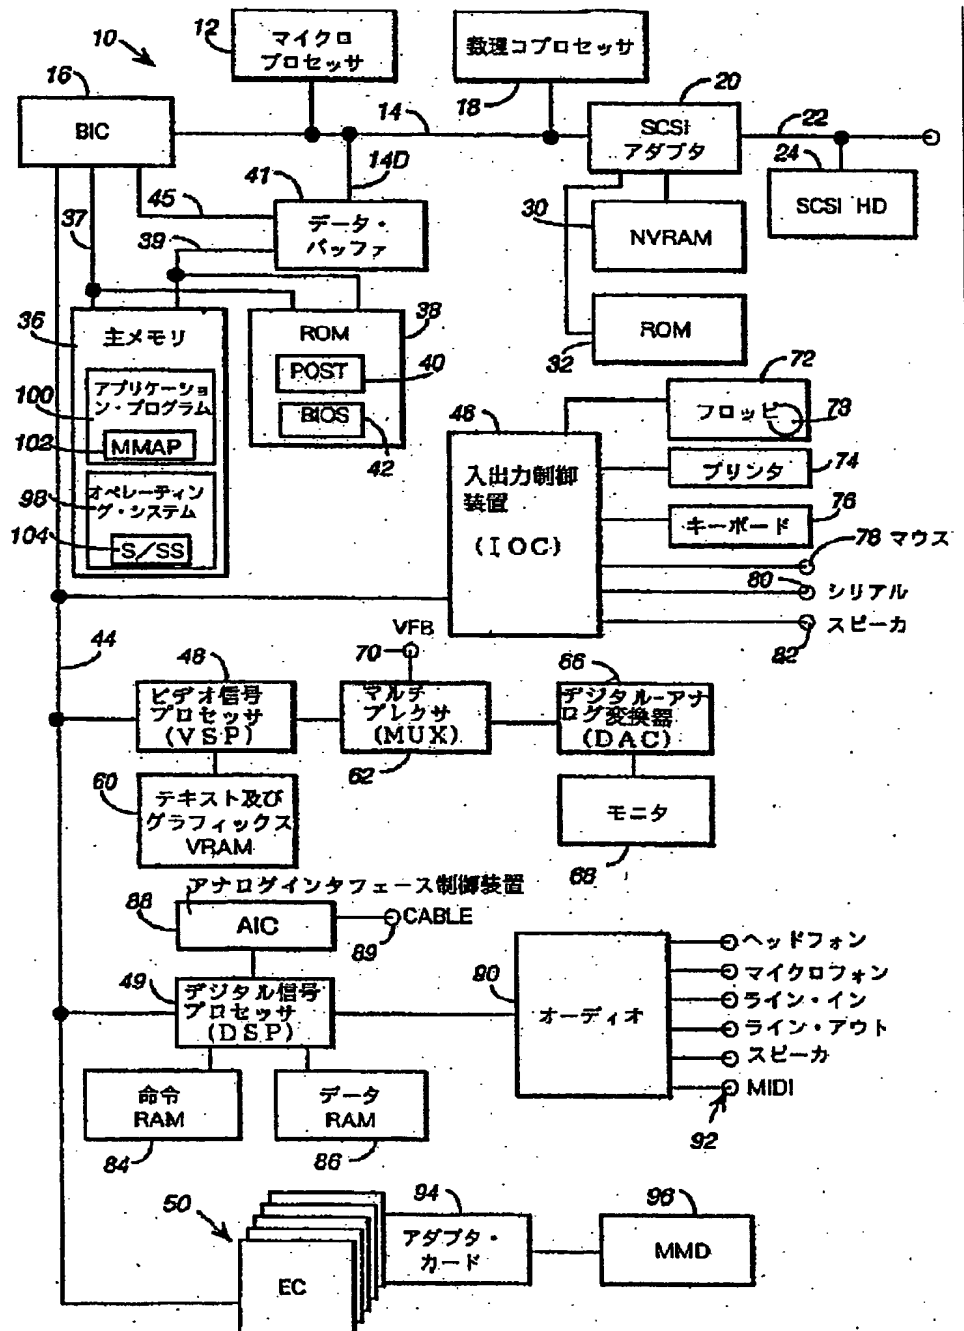 10
12
マイクロ
プロセッサ
数理コプロセッサ
18
16
BIC
14
14D
20
SCSI
アダプタ
22
24
SCSI HD
37
45
39
41
データ・
バッファ
30
NVRAM
32
ROM
36
主メモリ
100
アプリケーショ
ン・プログラム
102
MMAP
98
オペレーティン
グ・システム
104
S/SS
38
ROM
POST
40
BIOS
42
46
入出力制御
装置
(IOC)
72
フロッピ
73
プリンタ
74
キーボード
76
78 マウス
80
シリアル
スピーカ
82
44
48
ビデオ信号
プロセッサ
(VSP)
VFB
70
マルチ
プレクサ
(MUX)
62
66
デジタル-アナ
ログ変換器
(DAC)
60
テキスト及び
グラフィックス
VRAM
モニタ
68
アナログインタフェース制御装置
88
AIC
CABLE
89
49
デジタル信号
プロセッサ
(DSP)
90
オーディオ
ヘッドフォン
マイクロフォン
ライン・イン
ライン・アウト
スピーカ
MIDI
92
命令
RAM
84
データ
RAM
86
50
EC
94
アダプタ・
カード
96
MMD